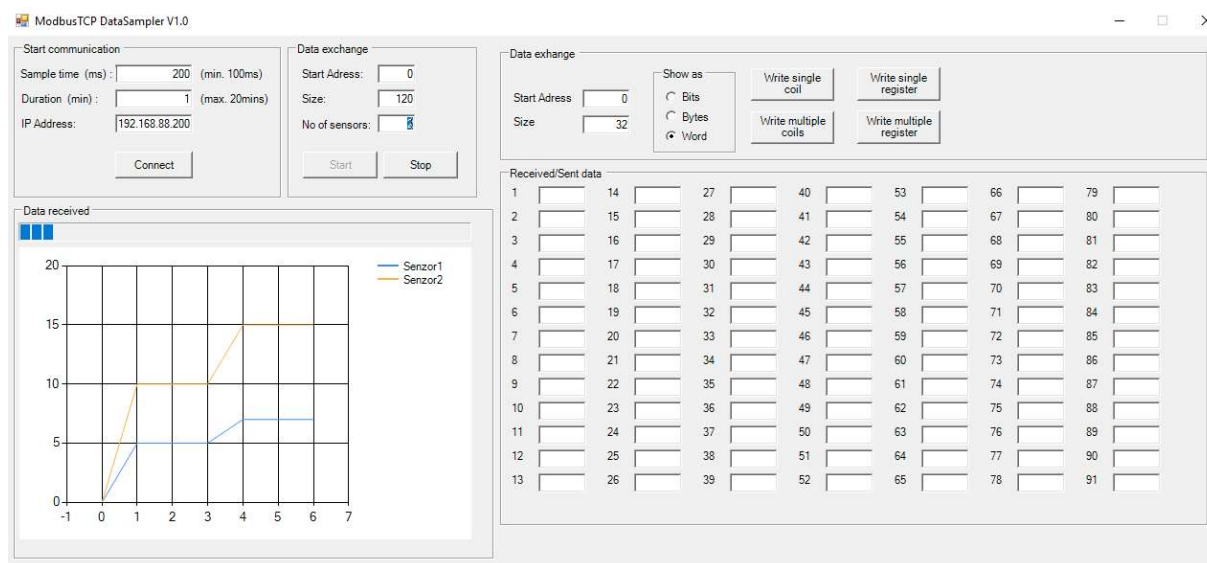 ModbusTCP DataSampler V1.0
Start communication
Sample time (ms) : 200 (min. 100ms)
Duration (min) : 1 (max. 20mins)
IP Address: 192.168.88.200
Connect
Data exchange
Start Adress: 0
Size: 120
No of sensors: 2
Start Stop
Data exhange
Start Adress 0
Size 32
Show as
Bits
Bytes
Word
Write single
coil
Write single
register
Write multiple
coils
Write multiple
register
Data received
Senzor1
Senzor2
20
15
10
5
0
-1 0 1 2 3 4 5 6 7
Received/Sent data
1 14 27 40 53 66 79
2 15 28 41 54 67 80
3 16 29 42 55 68 81
4 17 30 43 56 69 82
5 18 31 44 57 70 83
6 19 32 45 58 71 84
7 20 33 46 59 72 85
8 21 34 47 60 73 86
9 22 35 48 61 74 87
10 23 36 49 62 75 88
11 24 37 50 63 76 89
12 25 38 51 64 77 90
13 26 39 52 65 78 91